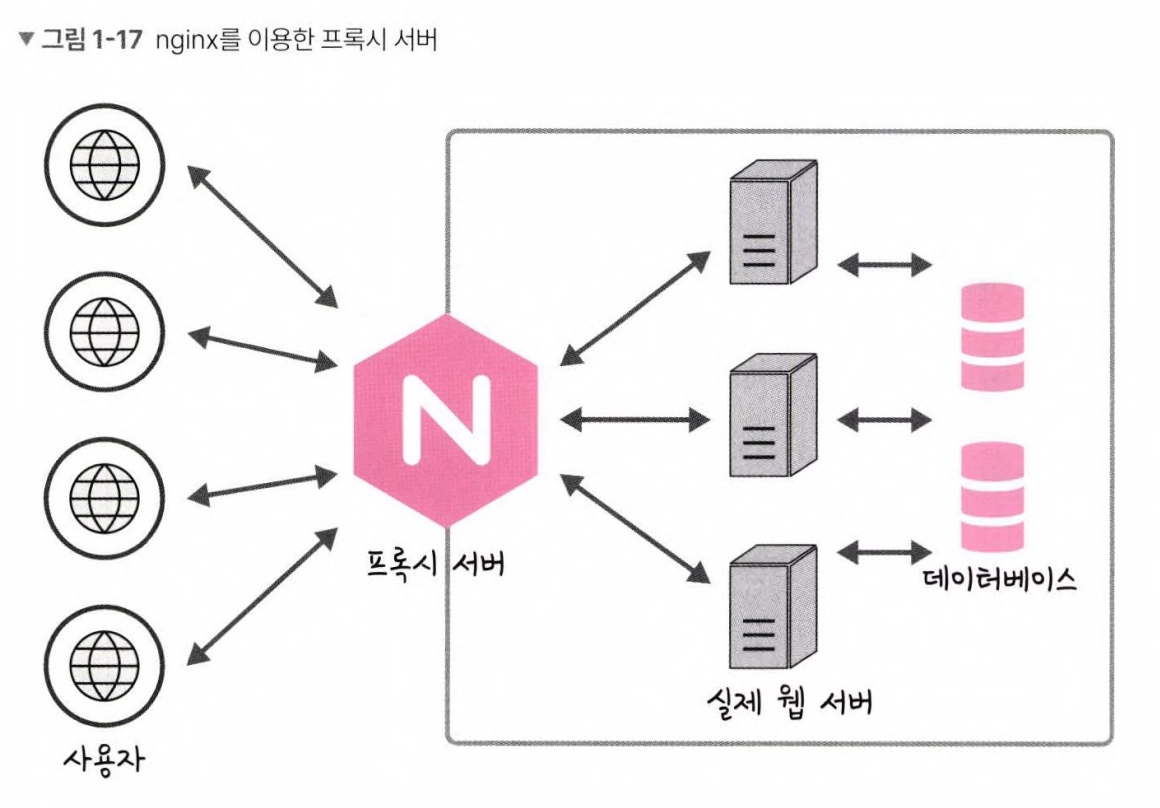 ▼ 그림 1-17 nginx를 이용한 프록시 서버
N
프록시 서버
데이터베이스
실제 웹 서버
사용자